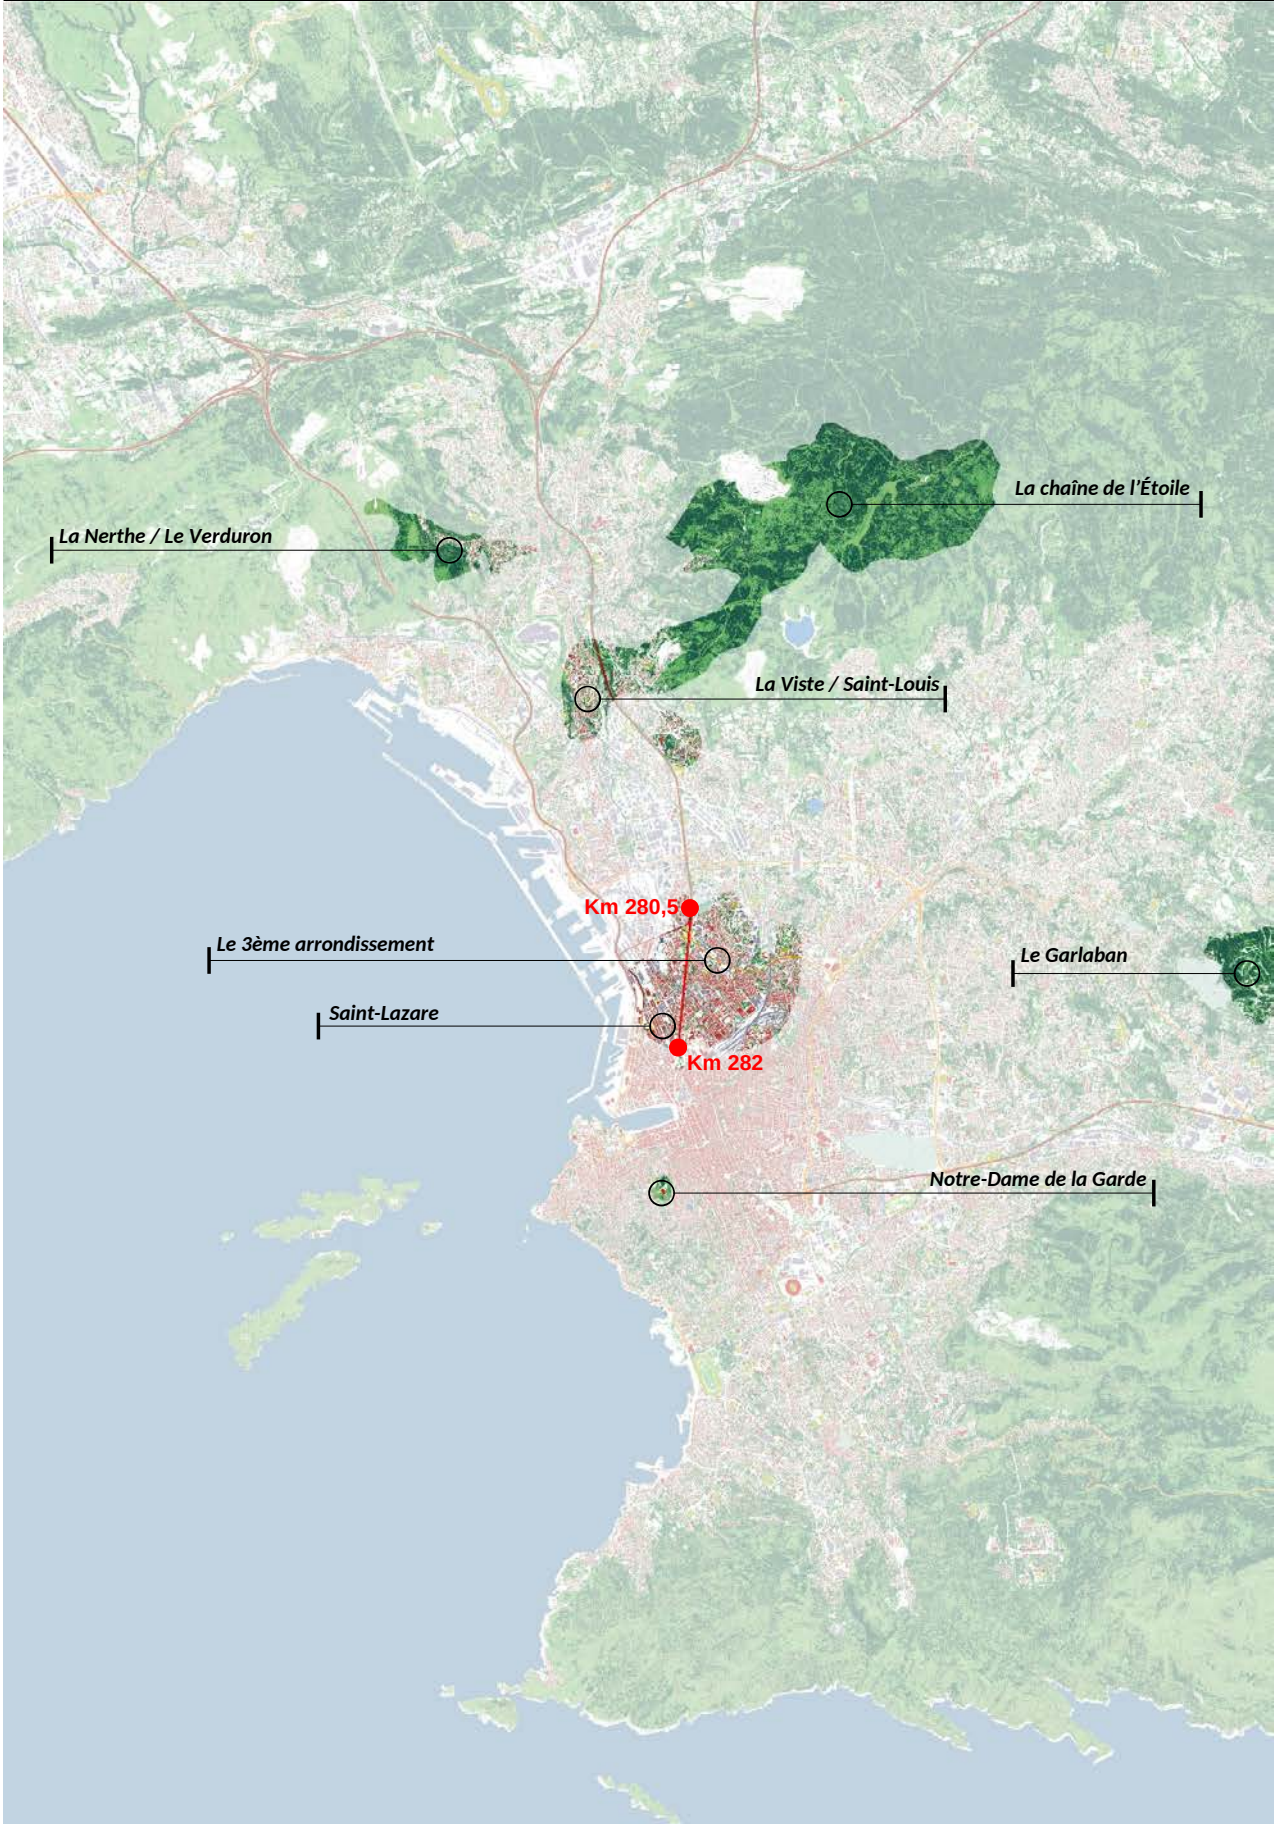 La chaîne de l'Étoile
La Nerthe / Le Verduron
La Viste / Saint-Louis
Km 280,5
Le 3ème arrondissement
Le Garlaban
Saint-Lazare
Km 282
Notre-Dame de la Garde